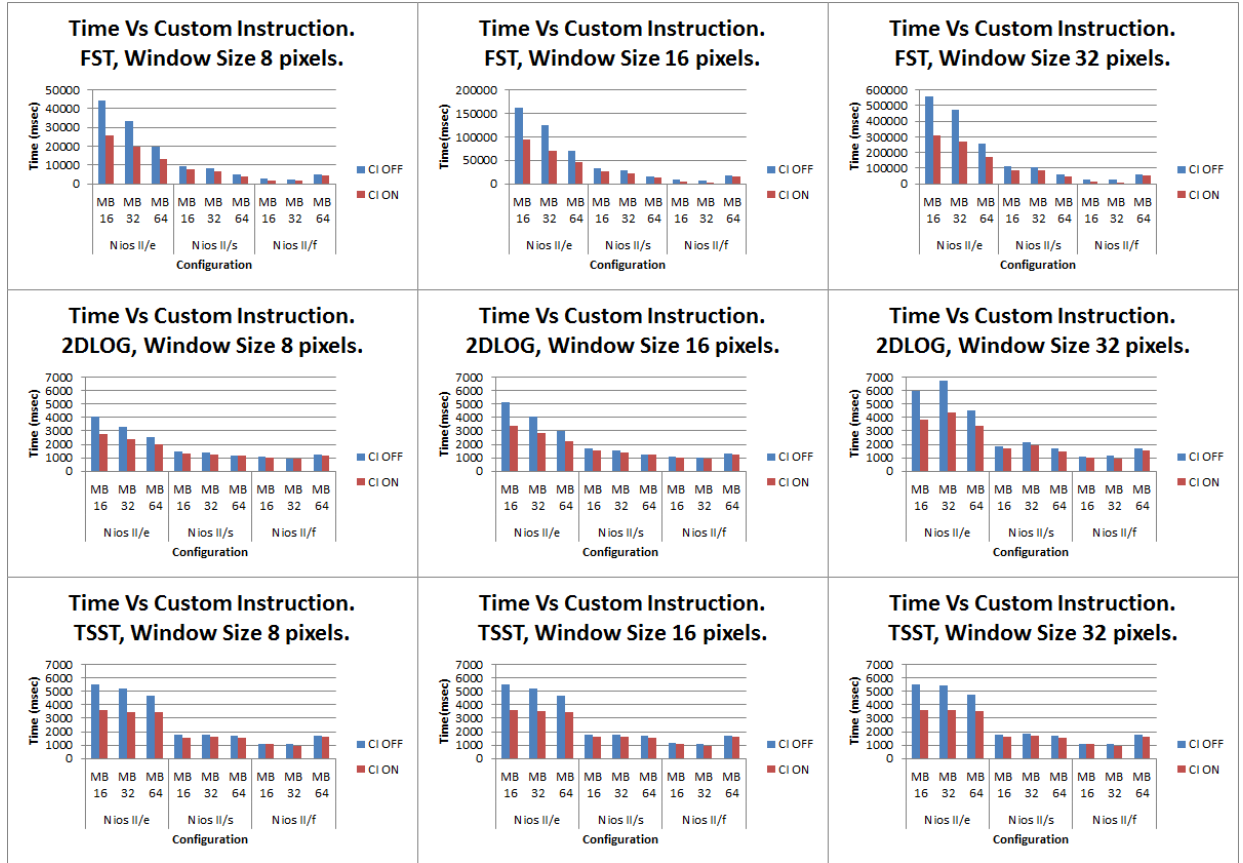 Time Vs Custom Instruction.
FST, Window Size 8 pixels.
Time (msec)
50000
40000
30000
20000
10000
0
CI OFF
CI ON
MB MB MB MB MB MB MB MB MB
16 32 64 16 32 64 16 32 64
Nios II/e Nios II/s Nios II/f
Configuration
Time Vs Custom Instruction.
FST, Window Size 16 pixels.
Time(msec)
200000
150000
100000
50000
0
CI OFF
CI ON
MB MB MB MB MB MB MB MB MB
16 32 64 16 32 64 16 32 64
Nios II/e Nios II/s Nios II/f
Configuration
Time Vs Custom Instruction.
FST, Window Size 32 pixels.
Time (msec)
600000
500000
400000
300000
200000
100000
0
CI OFF
CI ON
MB MB MB MB MB MB MB MB MB
16 32 64 16 32 64 16 32 64
Nios II/e Nios II/s Nios II/f
Configuration
Time Vs Custom Instruction.
2DLOG, Window Size 8 pixels.
Time (msec)
7000
6000
5000
4000
3000
2000
1000
0
CI OFF
CI ON
MB MB MB MB MB MB MB MB MB
16 32 64 16 32 64 16 32 64
Nios II/e Nios II/s Nios II/f
Configuration
Time Vs Custom Instruction.
2DLOG, Window Size 16 pixels.
Time(msec)
7000
6000
5000
4000
3000
2000
1000
0
CI OFF
CI ON
MB MB MB MB MB MB MB MB MB
16 32 64 16 32 64 16 32 64
Nios II/e Nios II/s Nios II/f
Configuration
Time Vs Custom Instruction.
2DLOG, Window Size 32 pixels.
Time (msec)
7000
6000
5000
4000
3000
2000
1000
0
CI OFF
CI ON
MB MB MB MB MB MB MB MB MB
16 32 64 16 32 64 16 32 64
Nios II/e Nios II/s Nios II/f
Configuration
Time Vs Custom Instruction.
TSST, Window Size 8 pixels.
Time (msec)
7000
6000
5000
4000
3000
2000
1000
0
CI OFF
CI ON
MB MB MB MB MB MB MB MB MB
16 32 64 16 32 64 16 32 64
Nios II/e Nios II/s Nios II/f
Configuration
Time Vs Custom Instruction.
TSST, Window Size 16 pixels.
Time(msec)
7000
6000
5000
4000
3000
2000
1000
0
CI OFF
CI ON
MB MB MB MB MB MB MB MB MB
16 32 64 16 32 64 16 32 64
Nios II/e Nios II/s Nios II/f
Configuration
Time Vs Custom Instruction.
TSST, Window Size 32 pixels.
Time (msec)
7000
6000
5000
4000
3000
2000
1000
0
CI OFF
CI ON
MB MB MB MB MB MB MB MB MB
16 32 64 16 32 64 16 32 64
Nios II/e Nios II/s Nios II/f
Configuration